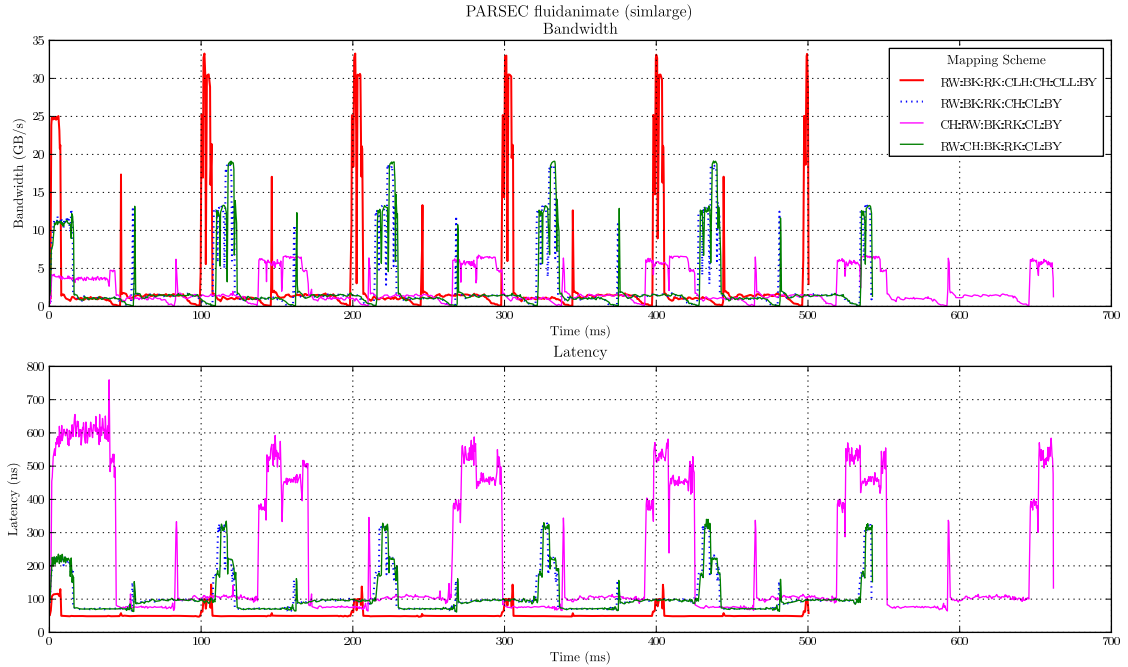 PARSEC fluidanimate (simlarge)
Bandwidth
35
30
25
20
15
10
5
0
Bandwidth (GB/s)
Mapping Scheme
RW:BK:RK:CLH:CH:CLL:BY
RW:BK:RK:CH:CL:BY
CH:RW:BK:RK:CL:BY
RW:CH:BK:RK:CL:BY
0 100 200 300 400 500 600 700
Time (ms)
Latency
800
700
600
500
400
300
200
100
0
Latency (ns)
0 100 200 300 400 500 600 700
Time (ms)